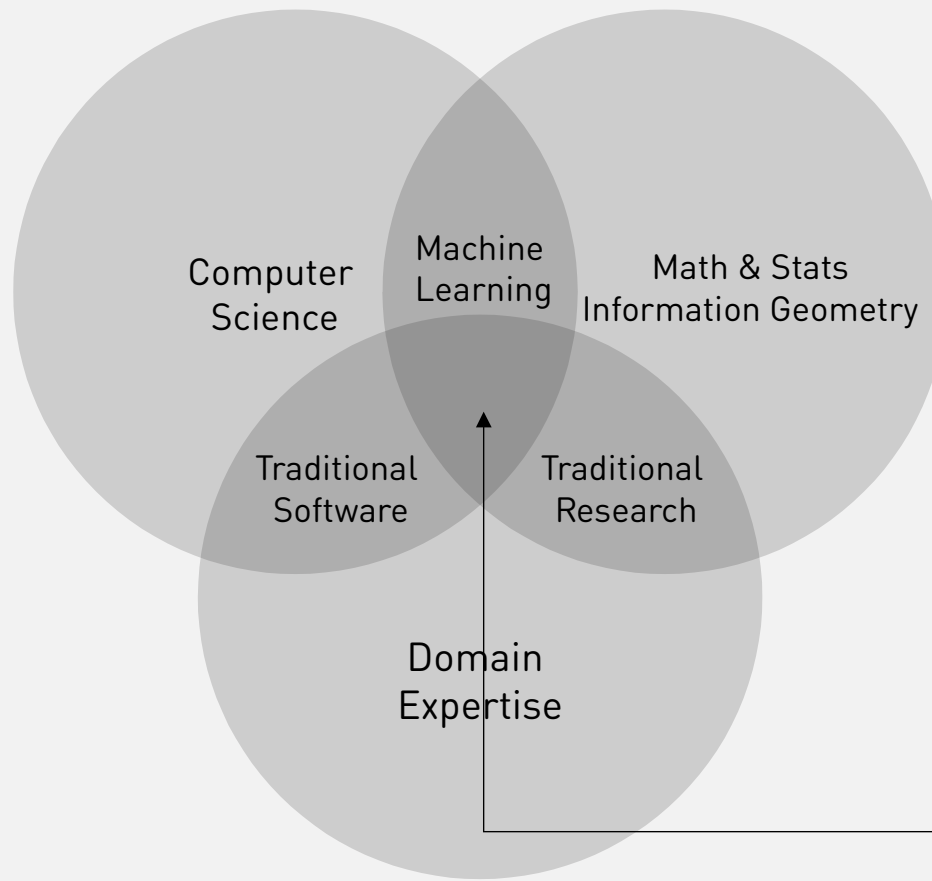 Computer
Science
Machine
Learning
Math & Stats
Information Geometry
Traditional
Software
Traditional
Research
Domain
Expertise